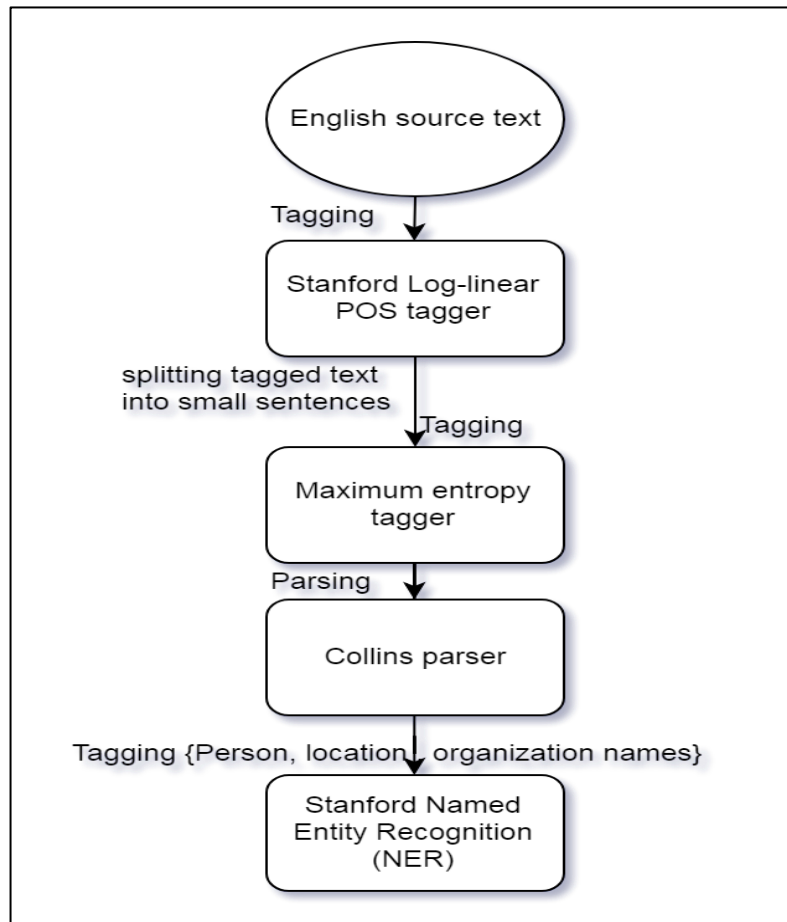 English source text
Tagging
Stanford Log-linear
POS tagger
splitting tagged text
into small sentences
Tagging
Maximum entropy
tagger
Parsing
Collins parser
Tagging {Person, location, organization names}
Stanford Named
Entity Recognition
(NER)